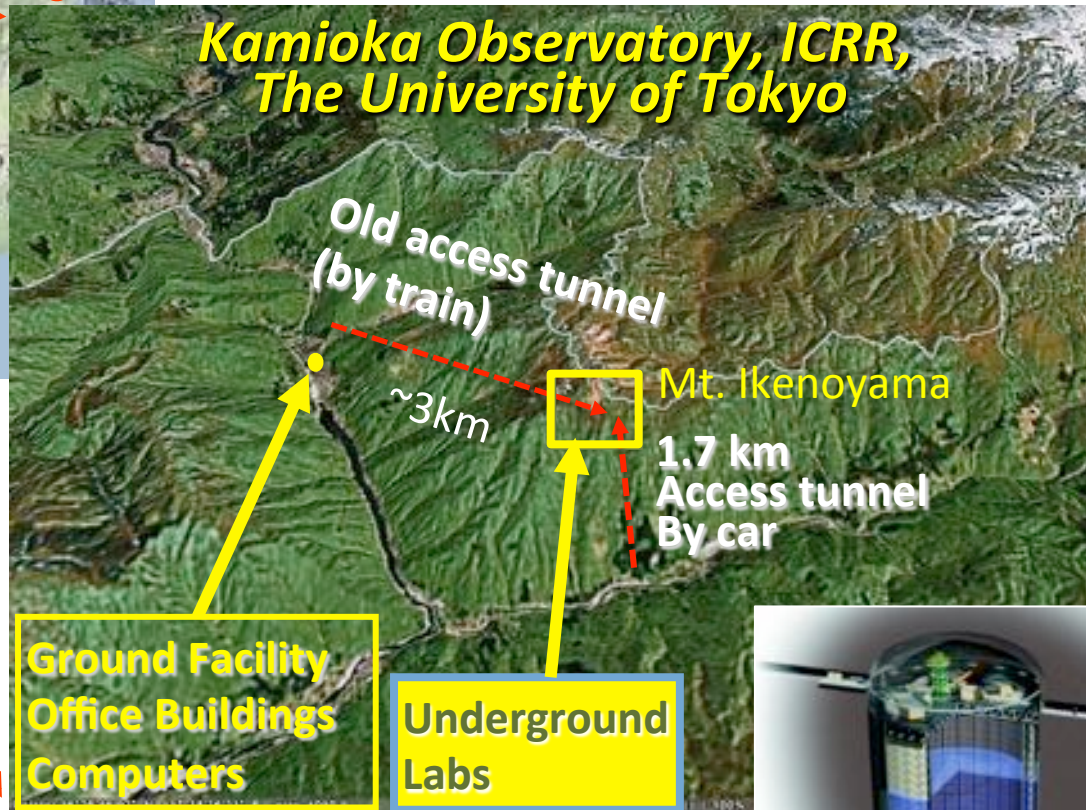 Kamioka Observatory, ICRR,
The University of Tokyo
Old access tunnel
(by train)
~3km
Mt. Ikenoyama
1.7 km
Access tunnel
By car
Ground Facility
Office Buildings
Computers
Underground
Labs